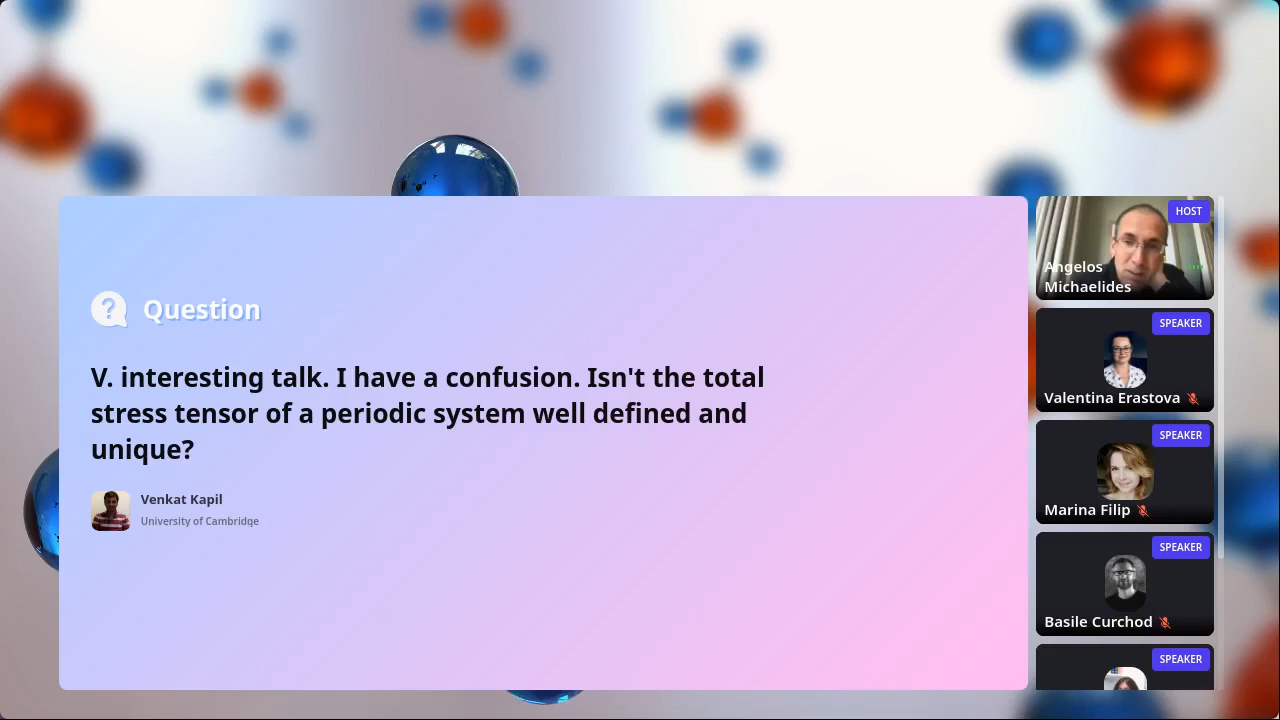 Question
V. interesting talk. I have a confusion. Isn't the total
stress tensor of a periodic system well defined and
unique?
Venkat Kapil
University of Cambridge
HOST
Angelos
Michaelides
SPEAKER
Valentina Erastova
SPEAKER
Marina Filip
SPEAKER
Basile Curchod
SPEAKER